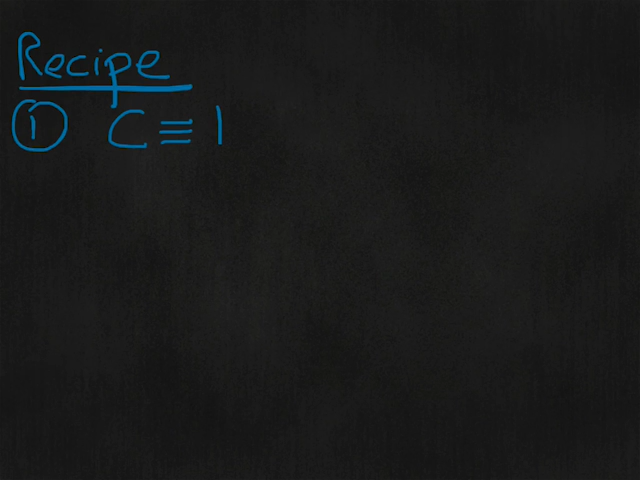 Recipe
① C ≡ 1